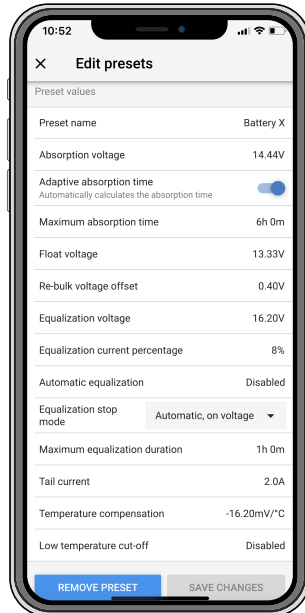 10:52
Edit presets
Preset values
Preset name Battery X
Absorption voltage 14.44V
Adaptive absorption time
Automatically calculates the absorption time
Maximum absorption time 6h 0m
Float voltage 13.33V
Re-bulk voltage offset 0.40V
Equalization voltage 16.20V
Equalization current percentage 8%
Automatic equalization Disabled
Equalization stop
mode Automatic, on voltage
Maximum equalization duration 1h 0m
Tail current 2.0A
Temperature compensation -16.20mV/°C
Low temperature cut-off Disabled
REMOVE PRESET SAVE CHANGES